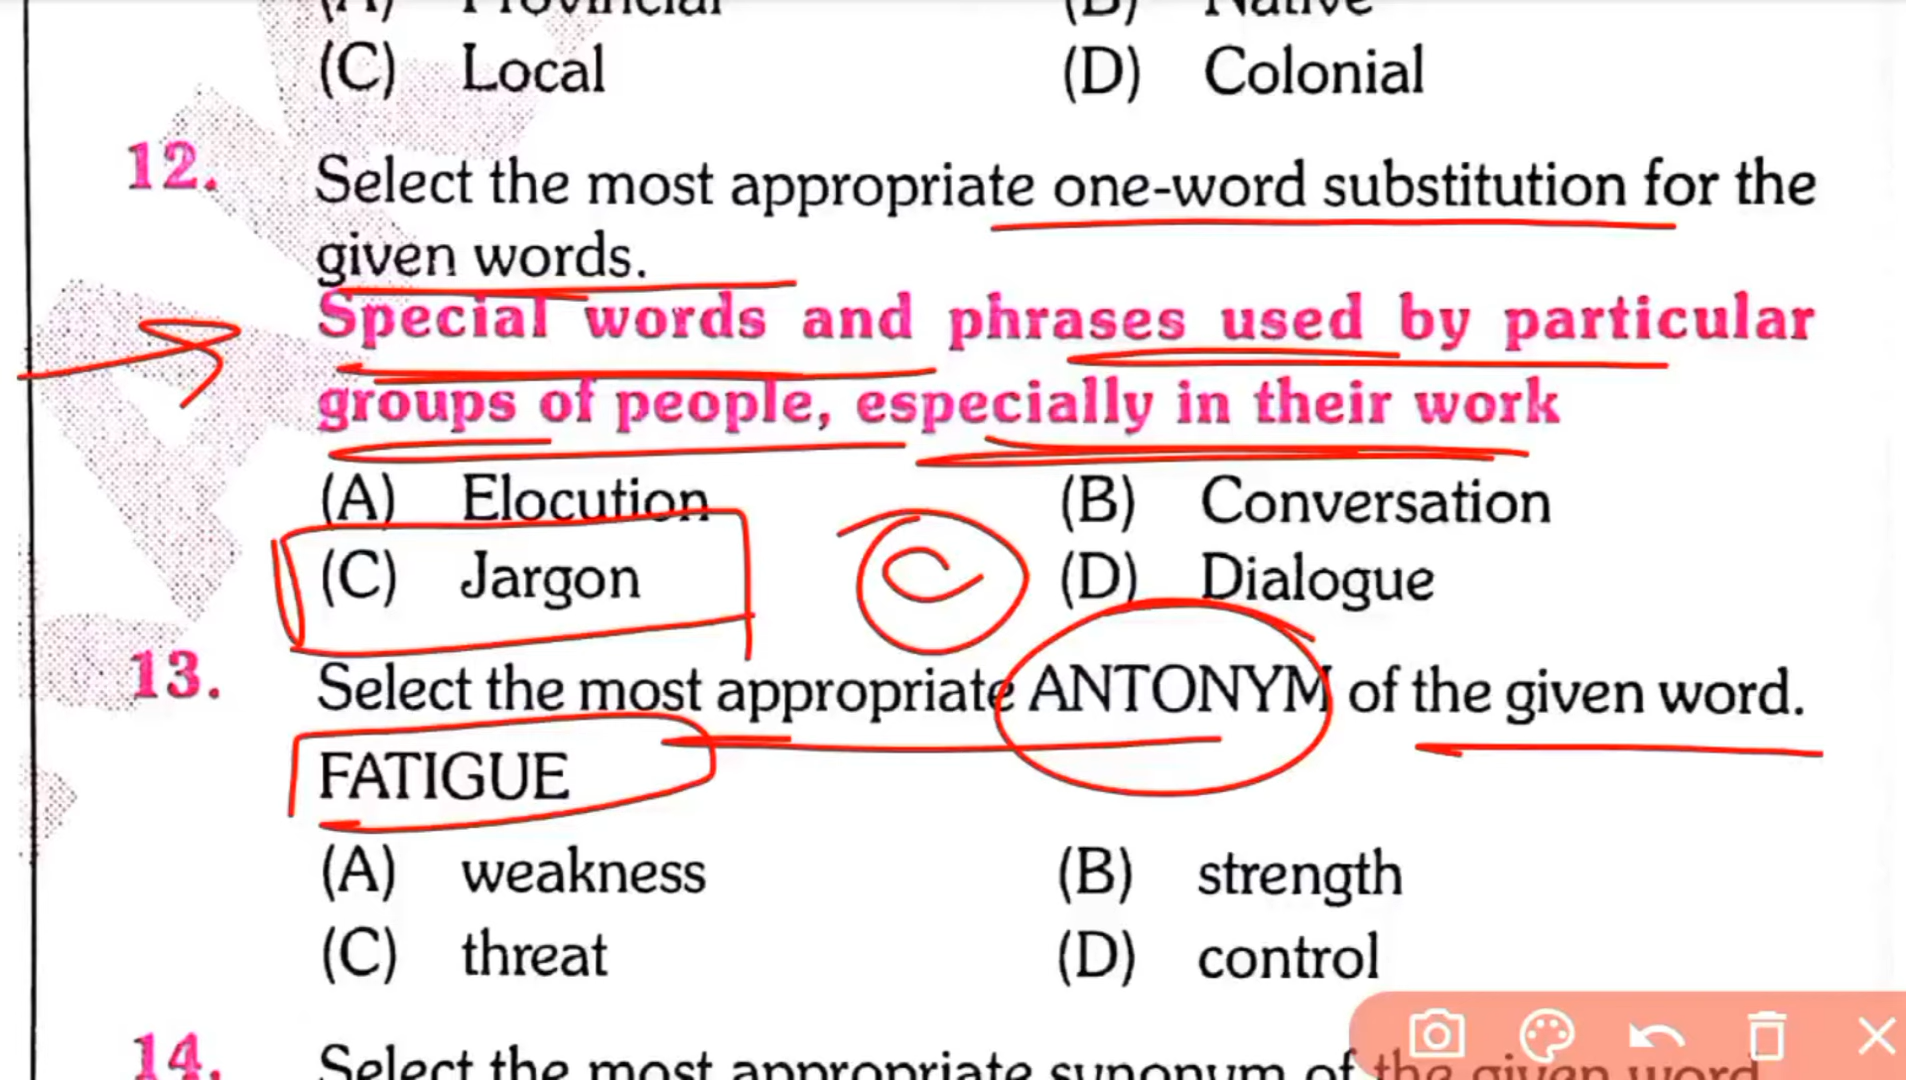 (A) Provincial (B) Native
(C) Local (D) Colonial
12. Select the most appropriate one-word substitution for the
given words.
Special words and phrases used by particular
groups of people, especially in their work
(A) Elocution (B) Conversation
(C) Jargon C (D) Dialogue
13. Select the most appropriate ANTONYM of the given word.
FATIGUE
(A) weakness (B) strength
(C) threat (D) control
14. Select the most appropriate synonym of the given word